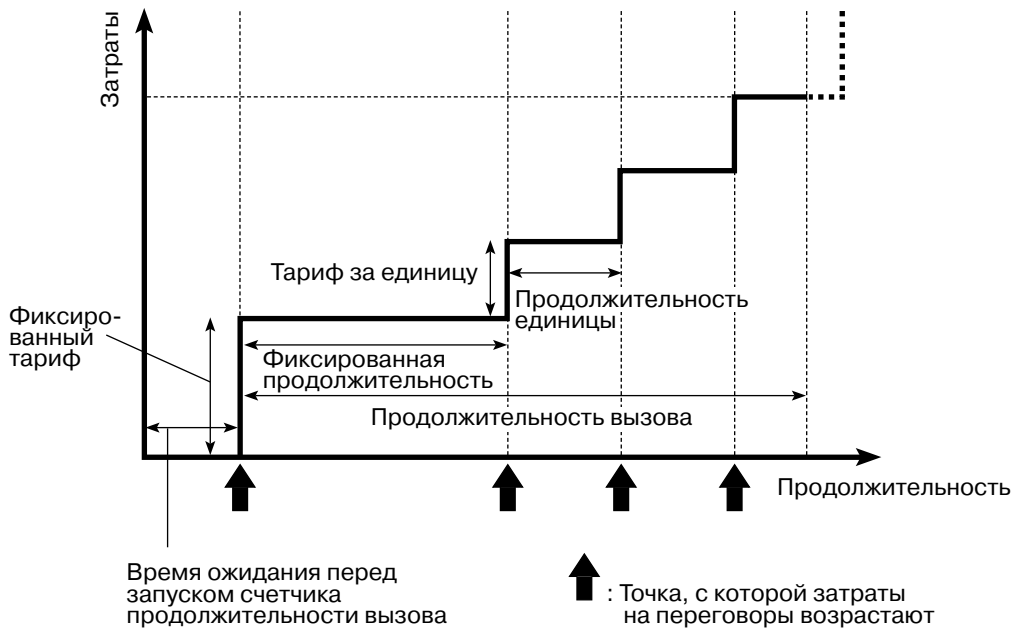 Затраты
Тариф за единицу
Продолжительность
единицы
Фиксиро-
ванный
тариф
Фиксированная
продолжительность
Продолжительность вызова
Продолжительность
Время ожидания перед
запуском счетчика
продолжительности вызова
: Точка, с которой затраты
на переговоры возрастают